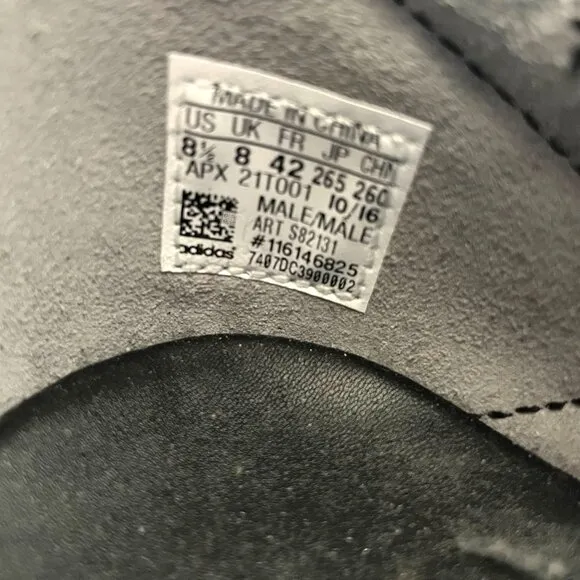 MADE IN CHINA
US UK FR JP CHN
8½ 8 42 265 260
APX 21T001 10/16
MALE/MALE
ART S82131
#116146825
adidas 7407DC3900002